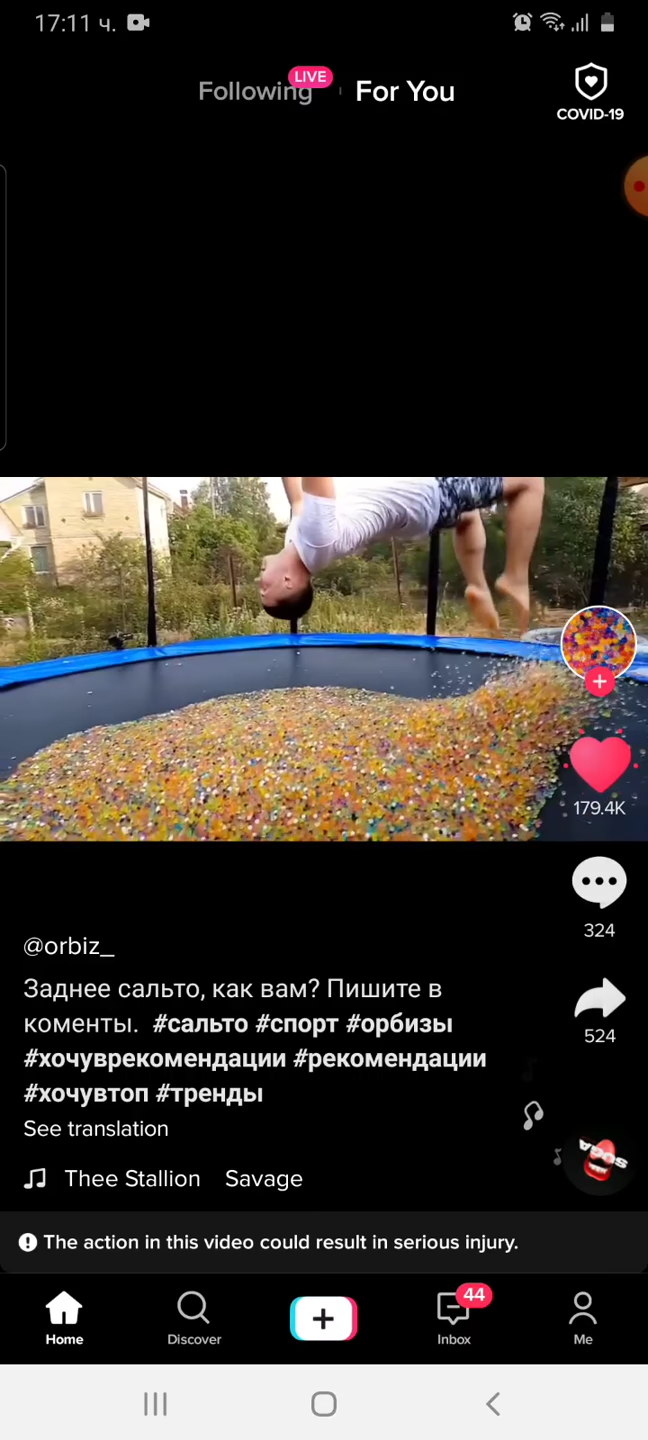 17:11 ч.
Following LIVE For You
COVID-19
179.4K
324
@orbiz_
Заднее сальто, как вам? Пишите в
коменты. #сальто #спорт #орбизы
#хочуврекомендации #рекомендации
#хочувтоп #тренды
See translation
524
Thee Stallion Savage
The action in this video could result in serious injury.
44
Home Discover Inbox Me